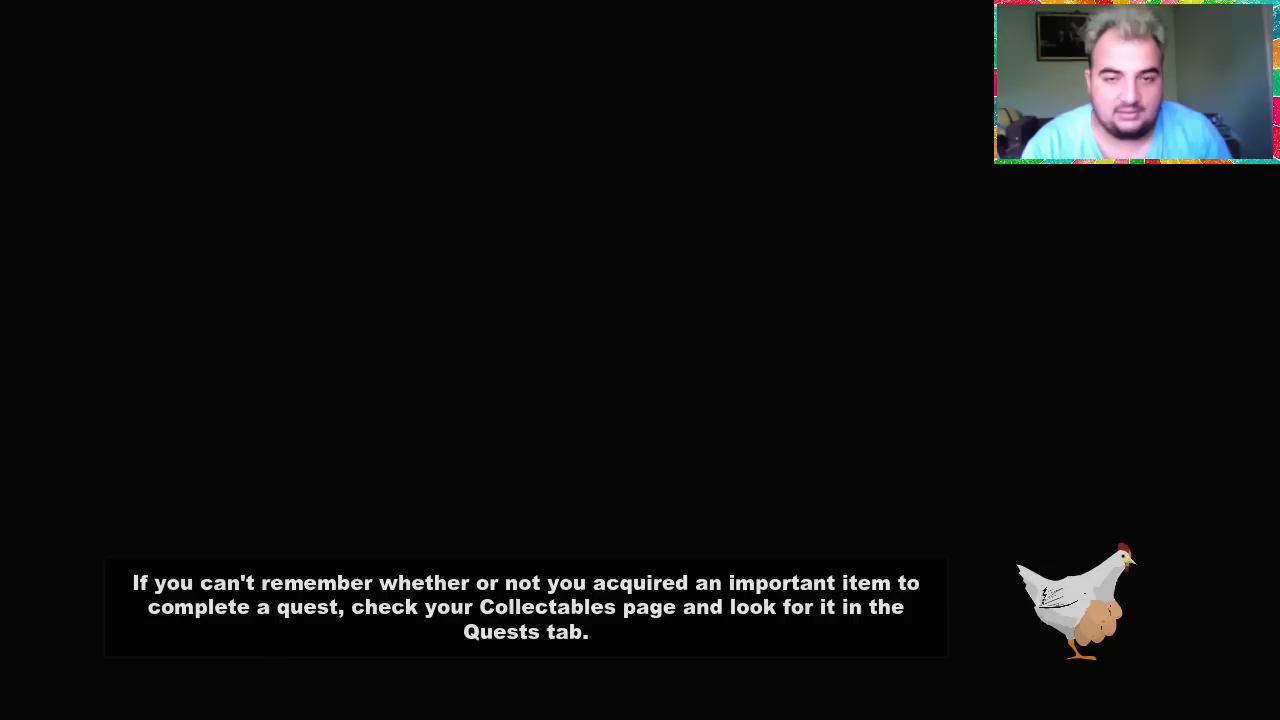 If you can't remember whether or not you acquired an important item to
complete a quest, check your Collectables page and look for it in the
Quests tab.